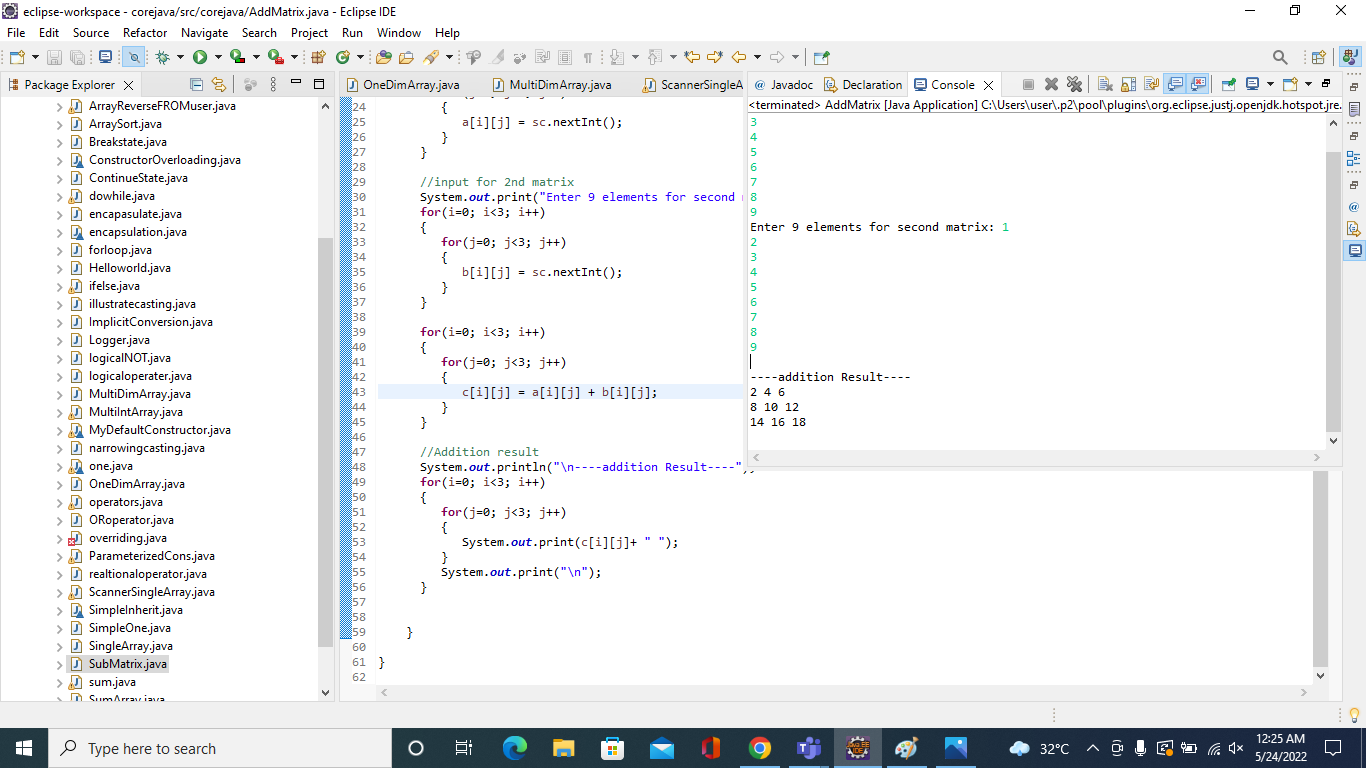 eclipse-workspace - corejava/src/corejava/AddMatrix.java - Eclipse IDE
File Edit Source Refactor Navigate Search Project Run Window Help
Package Explorer
ArrayReverseFROMuser.java
ArraySort.java
Breakstate.java
ConstructorOverloading.java
ContinueState.java
dowhile.java
encapasulate.java
encapsulation.java
forloop.java
Helloworld.java
ifelse.java
illustratecasting.java
ImplicitConversion.java
Logger.java
logicalNOT.java
logicaloperater.java
MultiDimArray.java
MultiIntArray.java
MyDefaultConstructor.java
narrowingcasting.java
one.java
OneDimArray.java
operators.java
ORoperator.java
overriding.java
ParameterizedCons.java
realtionaloperator.java
ScannerSingleArray.java
SimpleInherit.java
SimpleOne.java
SingleArray.java
SubMatrix.java
sum.java
SumArray.java
OneDimArray.java MultiDimArray.java ScannerSingleA
24 {
25 a[i][j] = sc.nextInt();
26 }
27 }
28
29 //input for 2nd matrix
30 System.out.print("Enter 9 elements for second
31 for(i=0; i<3; i++)
32 {
33 for(j=0; j<3; j++)
34 {
35 b[i][j] = sc.nextInt();
36 }
37 }
38
39 for(i=0; i<3; i++)
40 {
41 for(j=0; j<3; j++)
42 {
43 c[i][j] = a[i][j] + b[i][j];
44 }
45 }
46
47 //Addition result
48 System.out.println("\n----addition Result----");
49 for(i=0; i<3; i++)
50 {
51 for(j=0; j<3; j++)
52 {
53 System.out.print(c[i][j]+ " ");
54 }
55 System.out.print("\n");
56 }
57
58
59 }
60
61 }
62
@ Javadoc Declaration Console
<terminated> AddMatrix [Java Application] C:\Users\user\.p2\pool\plugins\org.eclipse.justj.openjdk.hotspot.jre.
3
4
5
6
7
8
9
Enter 9 elements for second matrix: 1
2
3
4
5
6
7
8
9
----addition Result----
2 4 6
8 10 12
14 16 18
Type here to search
32°C
12:25 AM
5/24/2022